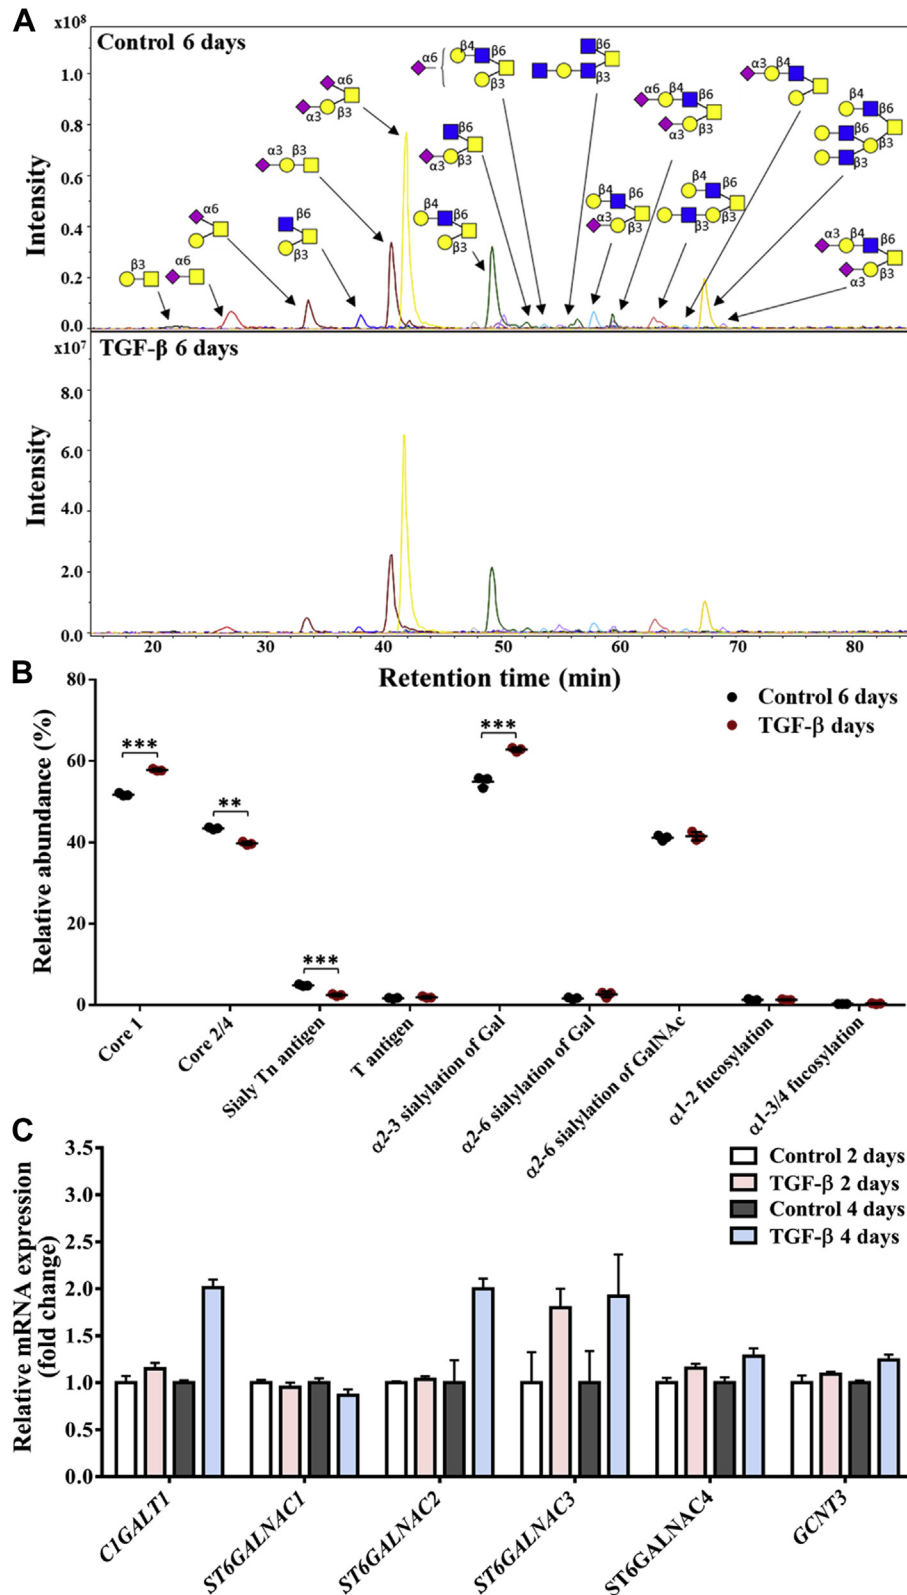 A
x10⁸
Control 6 days
Intensity
1.0
0.8
0.6
0.4
0.2
0.0
β3
α6
α6
β6
β3
α3 β3
α6
α3 β3
β4 β6
β3
β6
α3 β3
α6
β4 β6
β3
β6
β3
β4 β6
α3 β3
α6 β4 β6
α3 β3
β4 β6
β3
α3 β4
β4
β6
β6
β3
α3 β4 β6
α3 β3
x10⁷
TGF-β 6 days
Intensity
8.0
6.0
4.0
2.0
0.0
20 30 40 50 60 70 80
Retention time (min)
B
Relative abundance (%)
80
60
40
20
0
Control 6 days
TGF-β days
***
**
***
***
Core 1
Core 2/4
Sialy Tn antigen
T antigen
α2-3 sialylation of Gal
α2-6 sialylation of Gal
α2-6 sialylation of GalNAc
α1-2 fucosylation
α1-3/4 fucosylation
C
Relative mRNA expression
(fold change)
3.5
3.0
2.5
2.0
1.5
1.0
0.5
0.0
Control 2 days
TGF-β 2 days
Control 4 days
TGF-β 4 days
C1GALT1
ST6GALNAC1
ST6GALNAC2
ST6GALNAC3
ST6GALNAC4
GCNT3